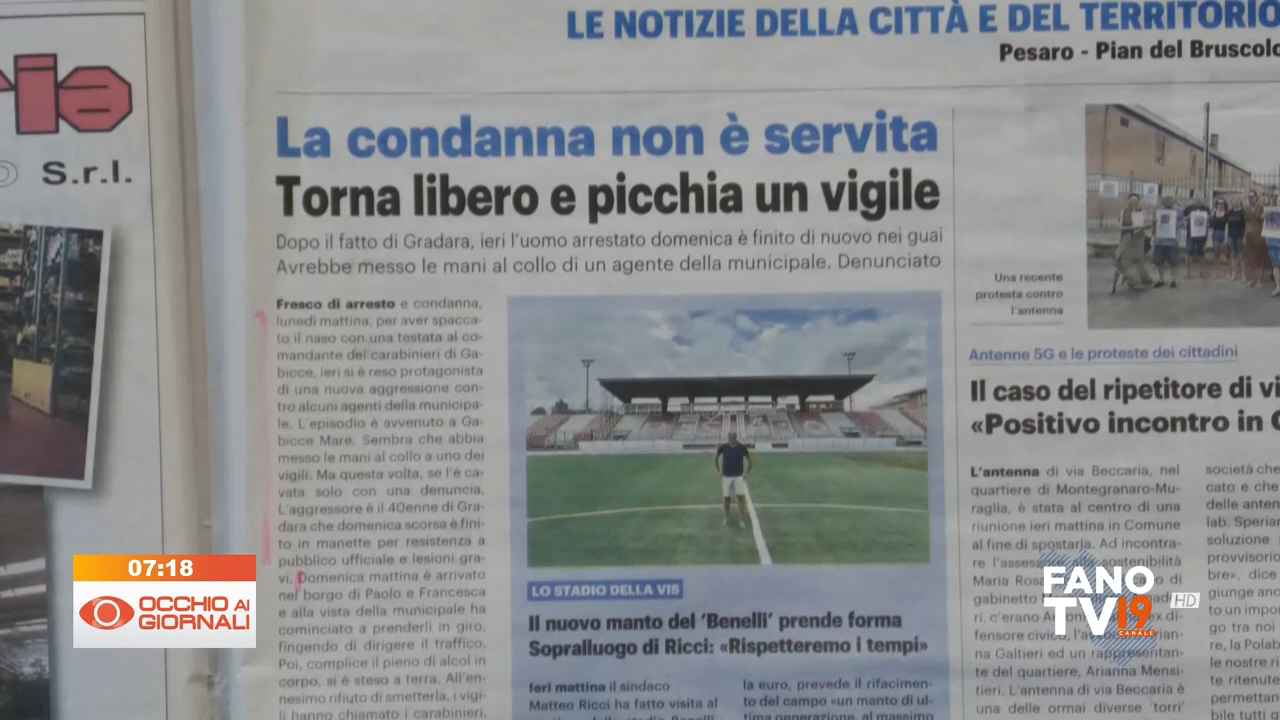 LE NOTIZIE DELLA CITTÀ E DEL TERRITORIO
Pesaro - Pian del Bruscolo
S.r.l.
La condanna non è servita
Torna libero e picchia un vigile
Dopo il fatto di Gradara, ieri l'uomo arrestato domenica è finito di nuovo nei guai
Avrebbe messo le mani al collo di un agente della municipale. Denunciato
Fresco di arresto e condanna,
lunedì mattina, per aver spacca-
to il naso con una testata al co-
mandante dei carabinieri di Ga-
bicce, ieri si è reso protagonista
di una nuova aggressione con-
tro alcuni agenti della municipa-
le. L'episodio è avvenuto a Ga-
bicce Mare. Sembra che abbia
messo le mani al collo a uno dei
vigili. Ma questa volta, se l'è ca-
vata solo con una denuncia.
L'aggressore è il 40enne di Gra-
dara che domenica scorsa è fini-
to in manette per resistenza a
pubblico ufficiale e lesioni gra-
vi. Domenica mattina è arrivato
nel borgo di Paolo e Francesca
e alla vista della municipale ha
cominciato a prenderli in giro,
fingendo di dirigere il traffico.
Poi, complice il pieno di alcol in
corpo, si è steso a terra. All'en-
nesimo rifiuto di smetterla, i vigi-
li hanno chiamato i carabinieri.
LO STADIO DELLA VIS
Il nuovo manto del 'Benelli' prende forma
Sopralluogo di Ricci: «Rispetteremo i tempi»
Ieri mattina il sindaco
Matteo Ricci ha fatto visita al
la euro, prevede il rifacimen-
to del campo «un manto di ul-
tima generazione, al massimo
Una recente
protesta contro
l'antenna
Antenne 5G e le proteste dei cittadini
Il caso del ripetitore di vi
«Positivo incontro in C
L'antenna di via Beccaria, nel
quartiere di Montegranaro-Mu-
raglia, è stata al centro di una
riunione ieri mattina in Comune
al fine di spostarla. Ad incontra-
re l'assessore alla sostenibilità
Maria Ros
gabinetto
ri, c'erano
fensore civico,
na Galtieri ed un rappresentan-
te del quartiere, Arianna Mensi-
tieri. L'antenna di via Beccaria è
una delle ormai diverse 'torri'
società che
cato e che
delle anten
lab. Sperian
soluzione
provvisorio
bre», dice
giunge and
to un impo
go tra noi
re, la Polab
le nostre ri
te ritenute
permettan
bile tutti g
07:18
OCCHIO AI
GIORNALI
FANO
TV 19
CANALE
HD